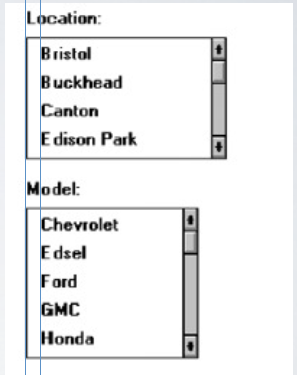 Location:
Bristol
Buckhead
Canton
Edison Park
Model:
Chevrolet
Edsel
Ford
GMC
Honda